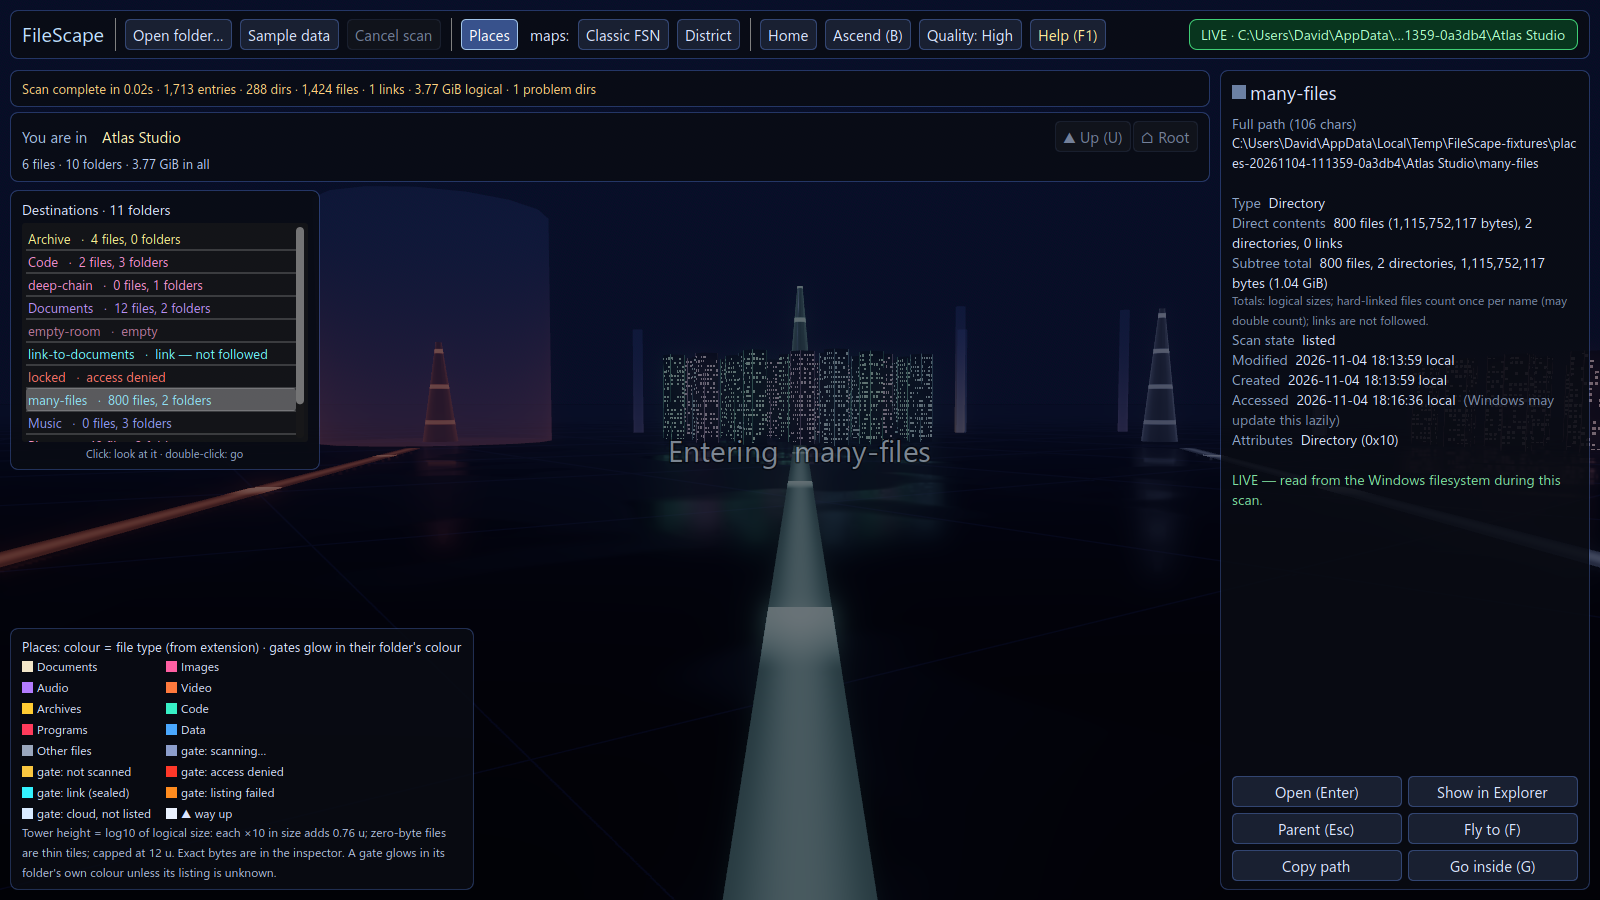 FileScape
Open folder...
Sample data
Cancel scan
Places
maps:
Classic FSN
District
Home
Ascend (B)
Quality: High
Help (F1)
LIVE · C:\Users\David\AppData\...1359-0a3db4\Atlas Studio
Scan complete in 0.02s · 1,713 entries · 288 dirs · 1,424 files · 1 links · 3.77 GiB logical · 1 problem dirs
You are in Atlas Studio
▲ Up (U)
Root
6 files · 10 folders · 3.77 GiB in all
Destinations · 11 folders
Archive · 4 files, 0 folders
Code · 2 files, 3 folders
deep-chain · 0 files, 1 folders
Documents · 12 files, 2 folders
empty-room · empty
link-to-documents · link — not followed
locked · access denied
many-files · 800 files, 2 folders
Music · 0 files, 3 folders
Click: look at it · double-click: go
Entering many-files
Places: colour = file type (from extension) · gates glow in their folder's colour
Documents
Images
Audio
Video
Archives
Code
Programs
Data
Other files
gate: scanning...
gate: not scanned
gate: access denied
gate: link (sealed)
gate: listing failed
gate: cloud, not listed
▲ way up
Tower height = log10 of logical size: each ×10 in size adds 0.76 u; zero-byte files
are thin tiles; capped at 12 u. Exact bytes are in the inspector. A gate glows in its
folder's own colour unless its listing is unknown.
many-files
Full path (106 chars)
C:\Users\David\AppData\Local\Temp\FileScape-fixtures\plac
es-20261104-111359-0a3db4\Atlas Studio\many-files
Type Directory
Direct contents 800 files (1,115,752,117 bytes), 2
directories, 0 links
Subtree total 800 files, 2 directories, 1,115,752,117
bytes (1.04 GiB)
Totals: logical sizes; hard-linked files count once per name (may
double count); links are not followed.
Scan state listed
Modified 2026-11-04 18:13:59 local
Created 2026-11-04 18:13:59 local
Accessed 2026-11-04 18:16:36 local (Windows may
update this lazily)
Attributes Directory (0x10)
LIVE — read from the Windows filesystem during this
scan.
Open (Enter)
Show in Explorer
Parent (Esc)
Fly to (F)
Copy path
Go inside (G)